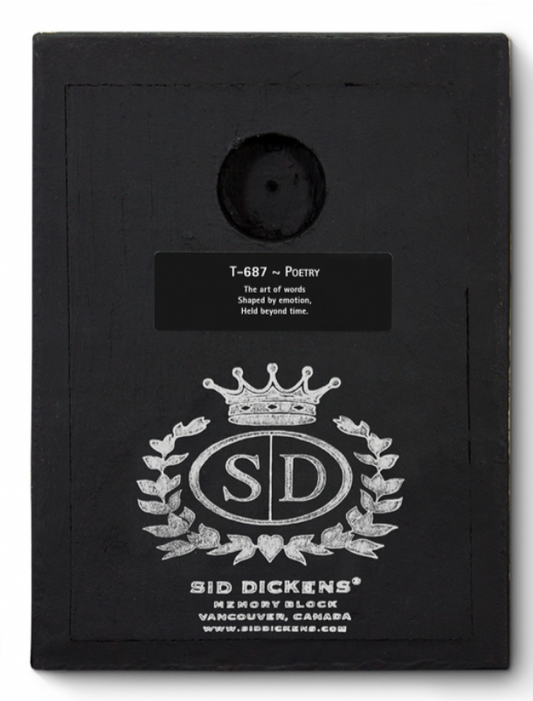 T-687 ~ Poetry
The art of words
Shaped by emotion,
Held beyond time.
S D
SID DICKENS®
MEMORY BLOCK
VANCOUVER, CANADA
WWW.SIDDICKENS.COM